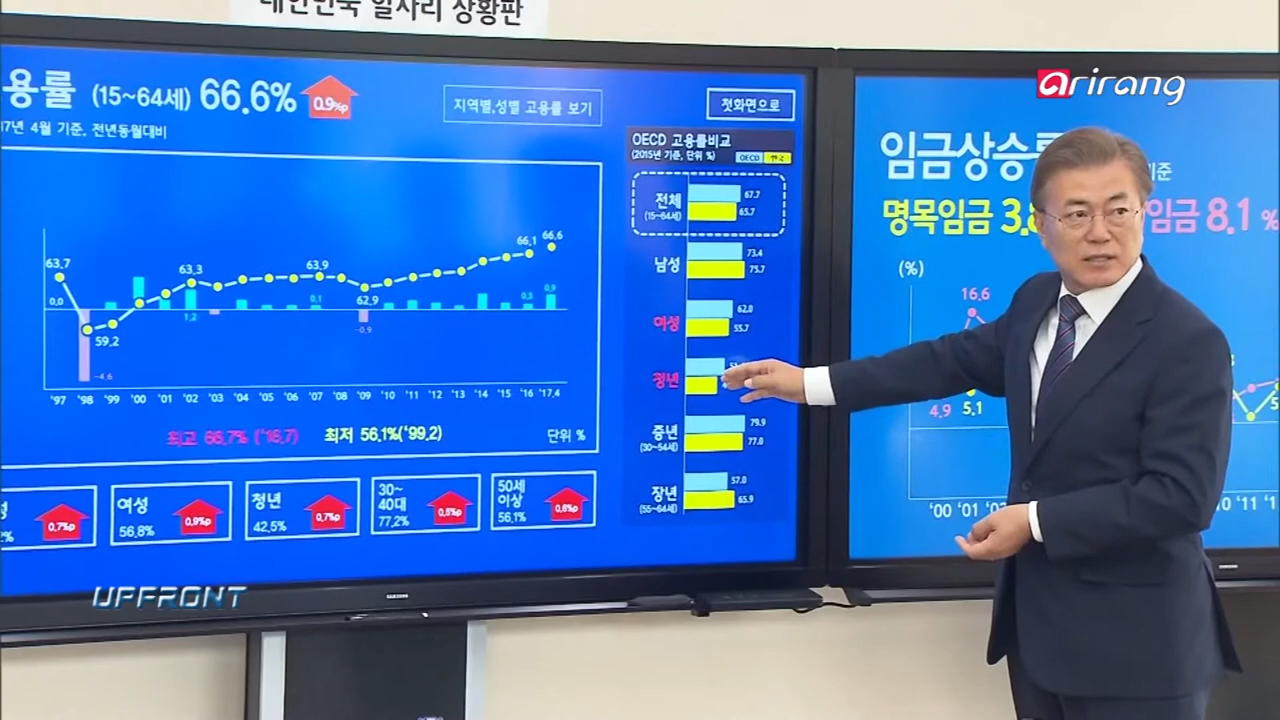 대한민국 일자리 상황판
arirang
용률 (15~64세) 66.6% 0.9%p
17년 4월 기준, 전년동월대비
지역별,성별 고용률 보기
첫화면으로
OECD 고용률비교
(2015년 기준, 단위 %)
OECD 한국
전체
(15~64세)
67.7
65.7
남성
73.4
75.7
여성
62.0
55.7
청년
중년
(30~54세)
79.9
77.0
장년
(55~64세)
57.0
65.9
63.7
59.2
63.3
63.9
62.9
66.1
66.6
0.0
-4.6
1.2
0.1
-0.9
0.3
0.9
'97 '98 '99 '00 '01 '02 '03 '04 '05 '06 '07 '08 '09 '10 '11 '12 '13 '14 '15 '16 '17.4
최고 66.7% ('16.7) 최저 56.1%('99.2) 단위 %
0.7%p
여성
56.8%
0.9%p
청년
42.5%
0.7%p
30~
40대
77.2%
50세
이상
56.1%
임금상승
기준
명목임금 3.
임금 8.1 %
(%)
16.6
4.9 5.1
'00 '01
'11
UPFRONT
SAMSUNG